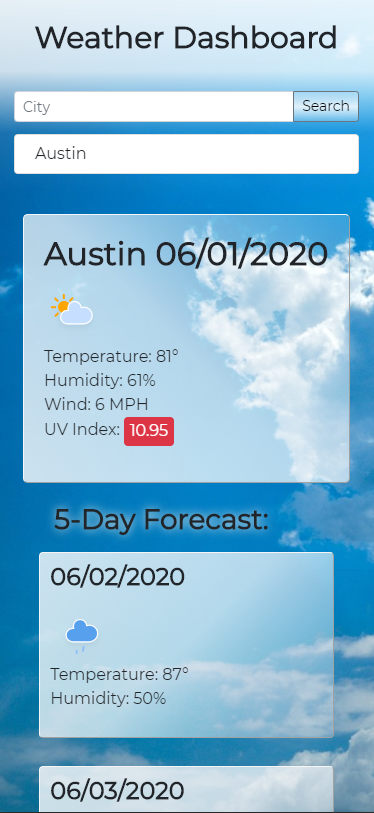 Weather Dashboard
City
Search
Austin
Austin 06/01/2020
Temperature: 81°
Humidity: 61%
Wind: 6 MPH
UV Index: 10.95
5-Day Forecast:
06/02/2020
Temperature: 87°
Humidity: 50%
06/03/2020